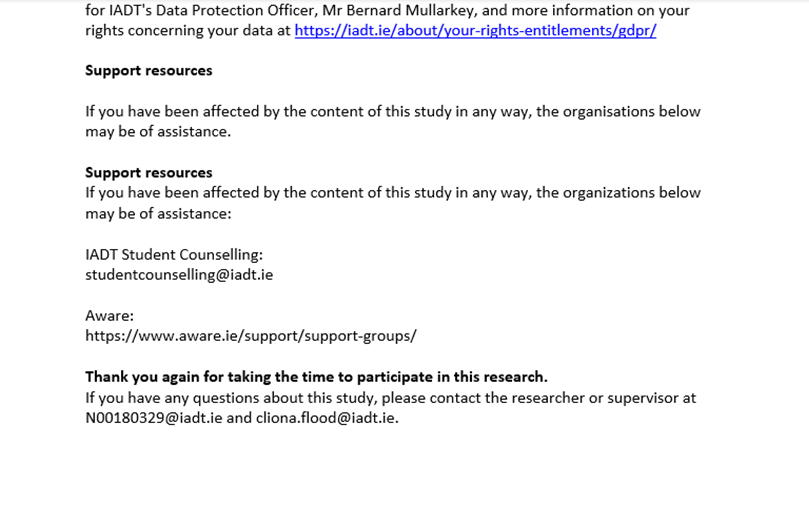 for IADT's Data Protection Officer, Mr Bernard Mullarkey, and more information on your
rights concerning your data at https://iadt.ie/about/your-rights-entitlements/gdpr/
Support resources
If you have been affected by the content of this study in any way, the organisations below
may be of assistance.
Support resources
If you have been affected by the content of this study in any way, the organizations below
may be of assistance:
IADT Student Counselling:
studentcounselling@iadt.ie
Aware:
https://www.aware.ie/support/support-groups/
Thank you again for taking the time to participate in this research.
If you have any questions about this study, please contact the researcher or supervisor at
N00180329@iadt.ie and cliona.flood@iadt.ie.